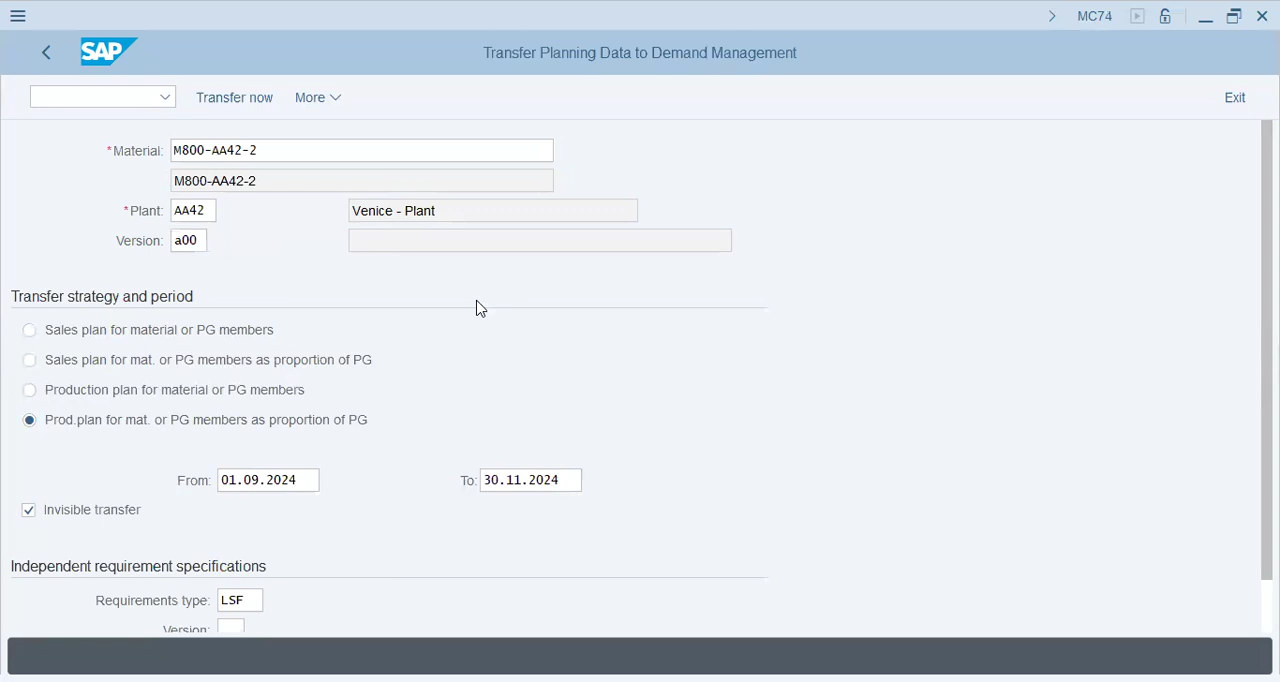 MC74
SAP Transfer Planning Data to Demand Management
Transfer now More Exit
*Material: M800-AA42-2
M800-AA42-2
*Plant: AA42 Venice - Plant
Version: a00
Transfer strategy and period
Sales plan for material or PG members
Sales plan for mat. or PG members as proportion of PG
Production plan for material or PG members
Prod.plan for mat. or PG members as proportion of PG
From: 01.09.2024 To: 30.11.2024
Invisible transfer
Independent requirement specifications
Requirements type: LSF
Version: